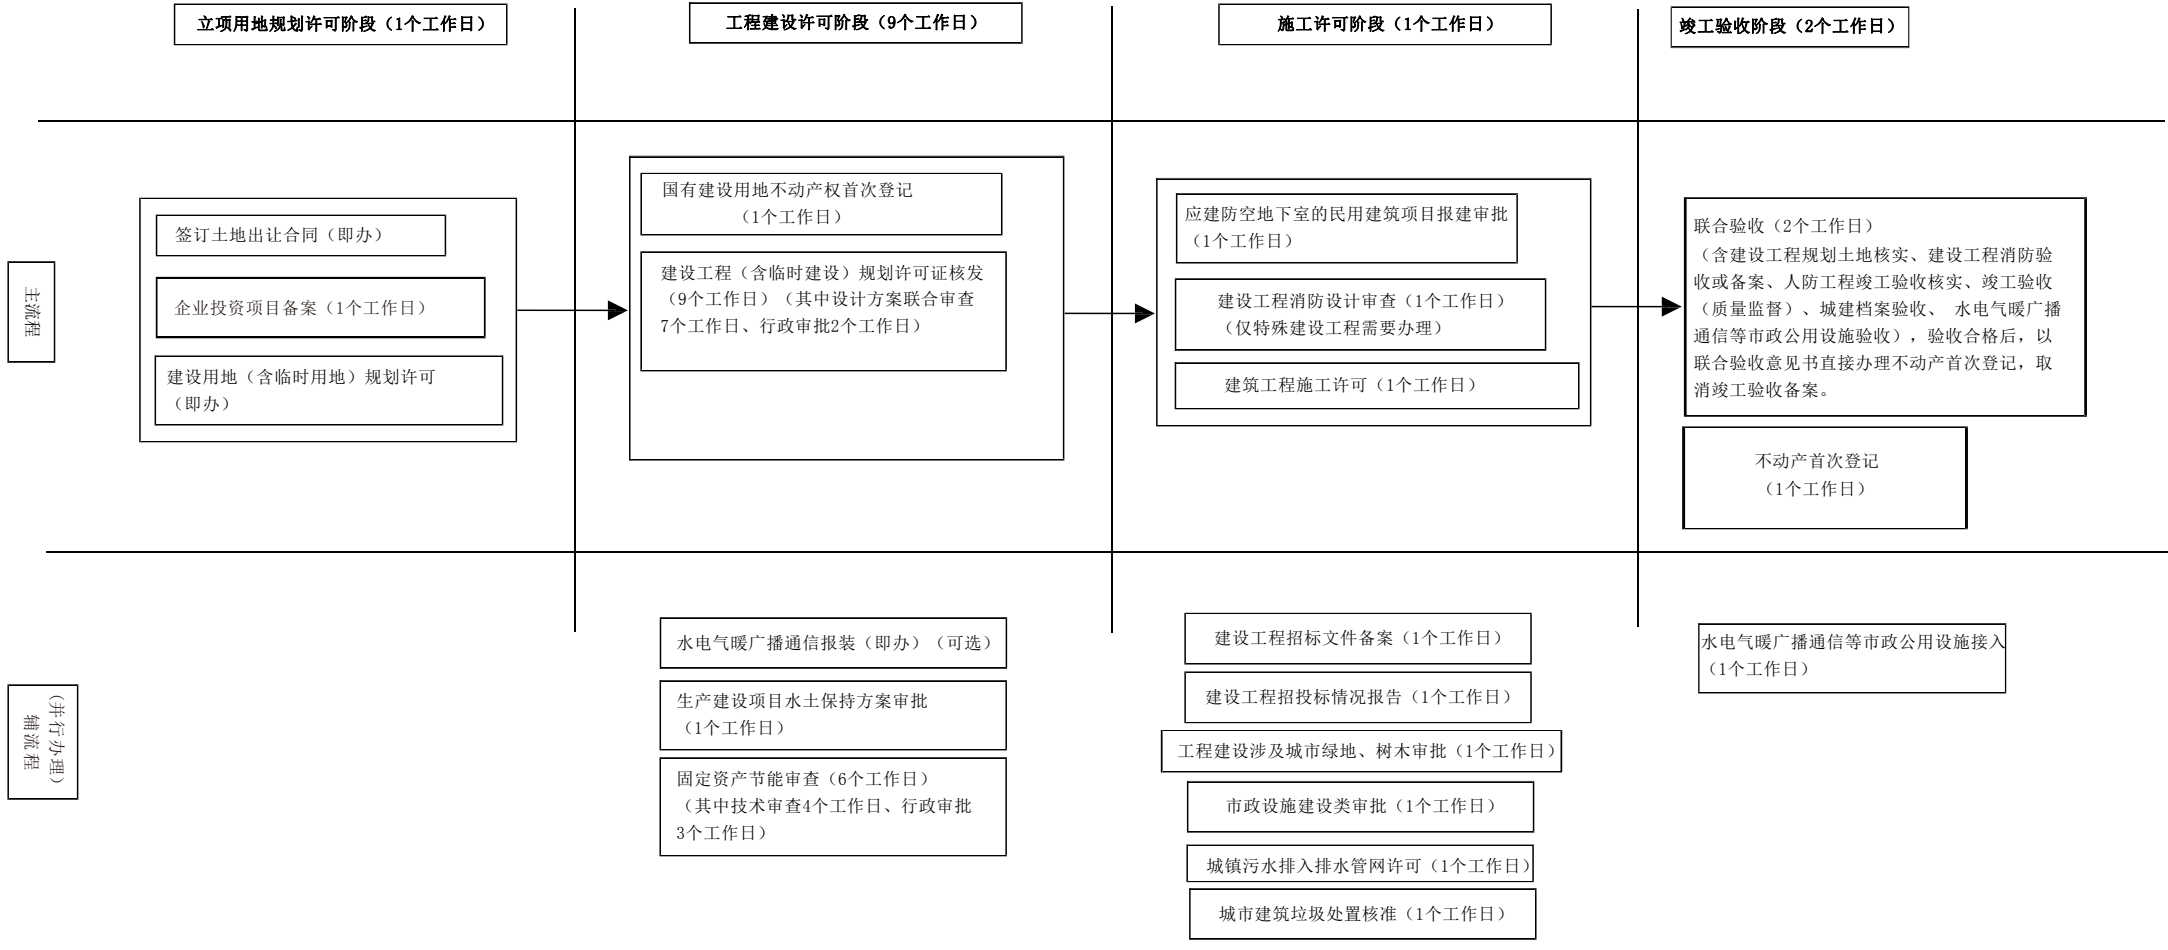 立项用地规划许可阶段（1个工作日）
工程建设许可阶段（9个工作日）
施工许可阶段（1个工作日）
竣工验收阶段（2个工作日）
主流程
签订土地出让合同（即办）
企业投资项目备案（1个工作日）
建设用地（含临时用地）规划许可
（即办）
国有建设用地不动产权首次登记
（1个工作日）
建设工程（含临时建设）规划许可证核发
（9个工作日）（其中设计方案联合审查
7个工作日、行政审批2个工作日）
应建防空地下室的民用建筑项目报建审批
（1个工作日）
建设工程消防设计审查（1个工作日）
（仅特殊建设工程需要办理）
建筑工程施工许可（1个工作日）
联合验收（2个工作日）
（含建设工程规划土地核实、建设工程消防验
收或备案、人防工程竣工验收核实、竣工验收
（质量监督）、城建档案验收、 水电气暖广播
通信等市政公用设施验收），验收合格后，以
联合验收意见书直接办理不动产首次登记，取
消竣工验收备案。
不动产首次登记
（1个工作日）
（并行办理）
辅流程
水电气暖广播通信报装（即办）（可选）
生产建设项目水土保持方案审批
（1个工作日）
固定资产节能审查（6个工作日）
（其中技术审查4个工作日、行政审批
3个工作日）
建设工程招标文件备案（1个工作日）
建设工程招投标情况报告（1个工作日）
工程建设涉及城市绿地、树木审批（1个工作日）
市政设施建设类审批（1个工作日）
城镇污水排入排水管网许可（1个工作日）
城市建筑垃圾处置核准（1个工作日）
水电气暖广播通信等市政公用设施接入
（1个工作日）